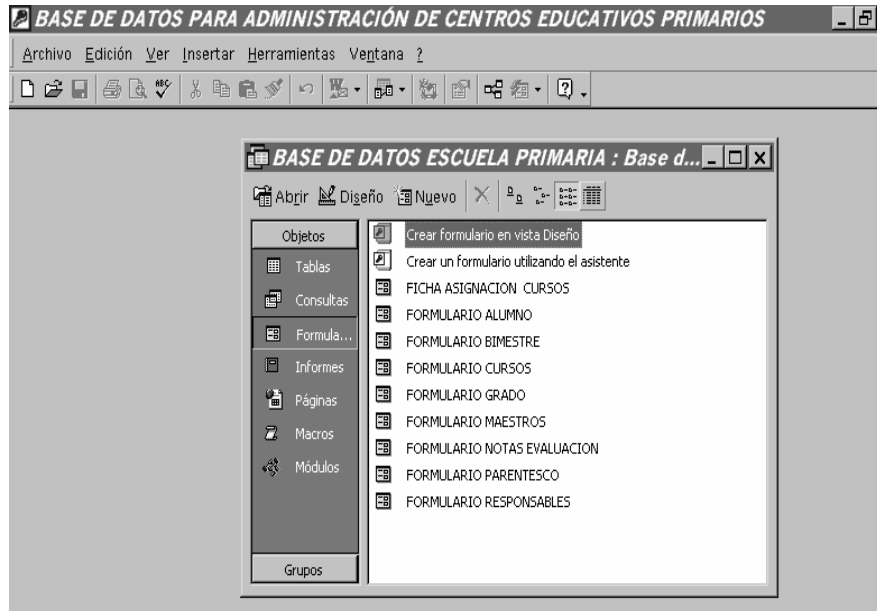 BASE DE DATOS PARA ADMINISTRACIÓN DE CENTROS EDUCATIVOS PRIMARIOS
Archivo Edición Ver Insertar Herramientas Ventana ?
BASE DE DATOS ESCUELA PRIMARIA : Base d...
Abrir Diseño Nuevo
Objetos
Tablas
Consultas
Formula...
Informes
Páginas
Macros
Módulos
Grupos
Crear formulario en vista Diseño
Crear un formulario utilizando el asistente
FICHA ASIGNACION CURSOS
FORMULARIO ALUMNO
FORMULARIO BIMESTRE
FORMULARIO CURSOS
FORMULARIO GRADO
FORMULARIO MAESTROS
FORMULARIO NOTAS EVALUACION
FORMULARIO PARENTESCO
FORMULARIO RESPONSABLES